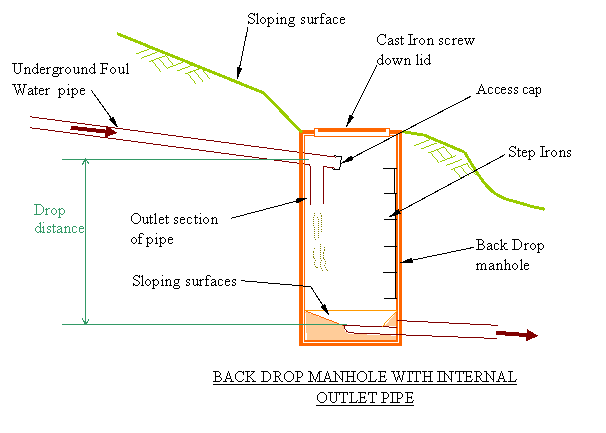 Sloping surface
Cast Iron screw
down lid
Underground Foul
Water pipe
Access cap
Step Irons
Drop
distance
Outlet section
of pipe
Back Drop
manhole
Sloping surfaces
BACK DROP MANHOLE WITH INTERNAL
OUTLET PIPE